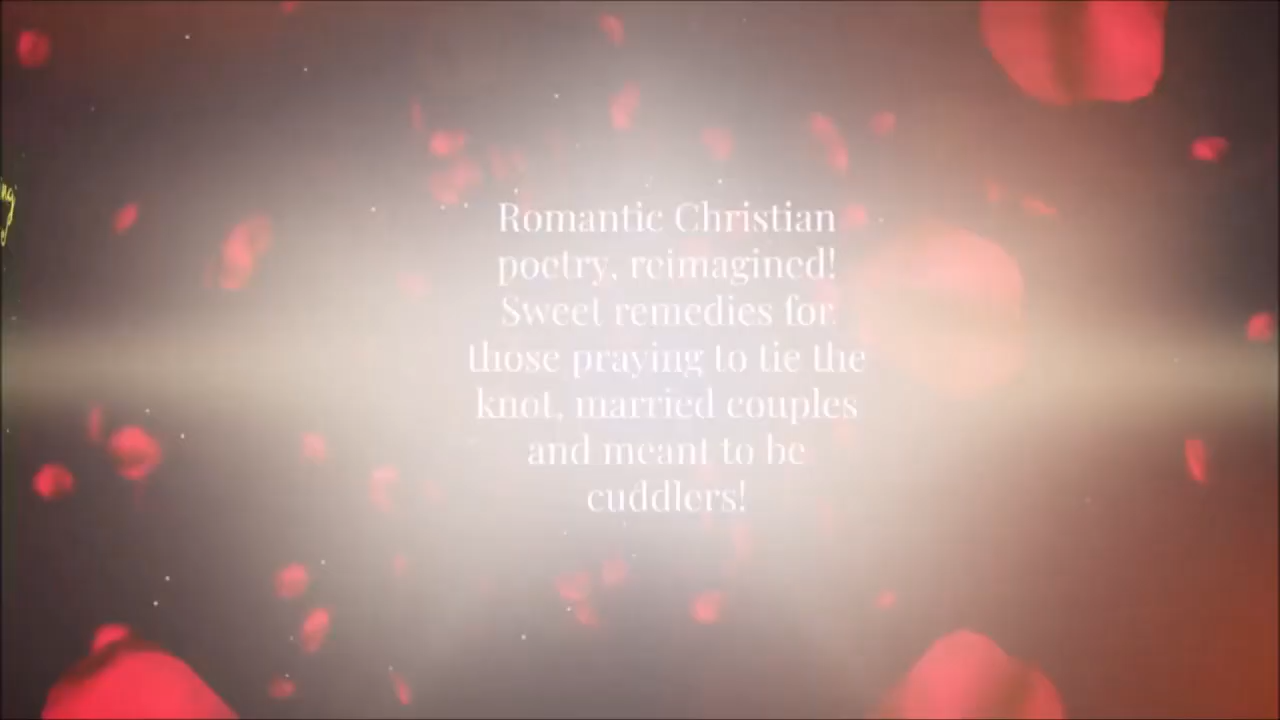 Romantic Christian
poetry, reimagined!
Sweet remedies for
those praying to tie the
knot, married couples
and meant to be
cuddlers!